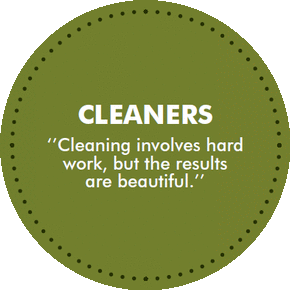 CLEANERS
‘‘Cleaning involves hard
work, but the results
are beautiful.’’